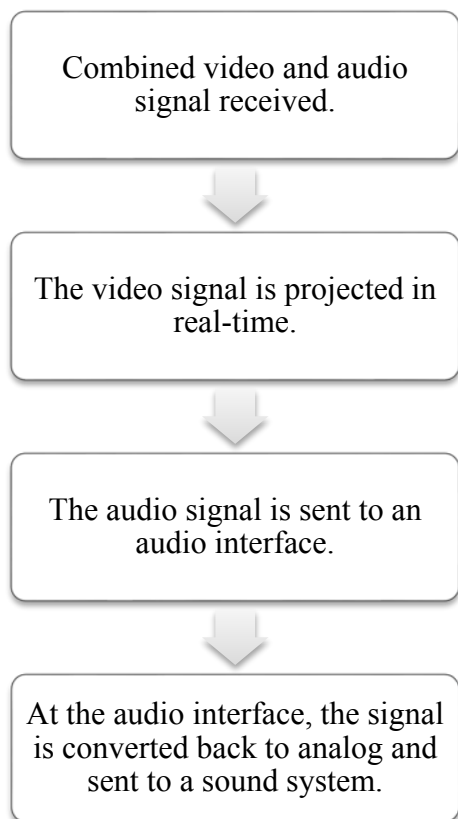 Combined video and audio
signal received.
The video signal is projected in
real-time.
The audio signal is sent to an
audio interface.
At the audio interface, the signal
is converted back to analog and
sent to a sound system.